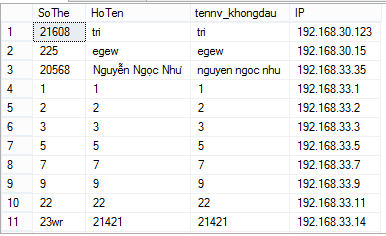 SoThe HoTen tennv_khongdau IP
1 21608 tri tri 192.168.30.123
2 225 egew egew 192.168.30.15
3 20568 Nguyễn Ngọc Như nguyen ngoc nhu 192.168.33.35
4 1 1 1 192.168.33.1
5 2 2 2 192.168.33.2
6 3 3 3 192.168.33.3
7 5 5 5 192.168.33.5
8 7 7 7 192.168.33.7
9 9 9 9 192.168.33.9
10 22 22 22 192.168.33.11
11 23wr 21421 21421 192.168.33.14